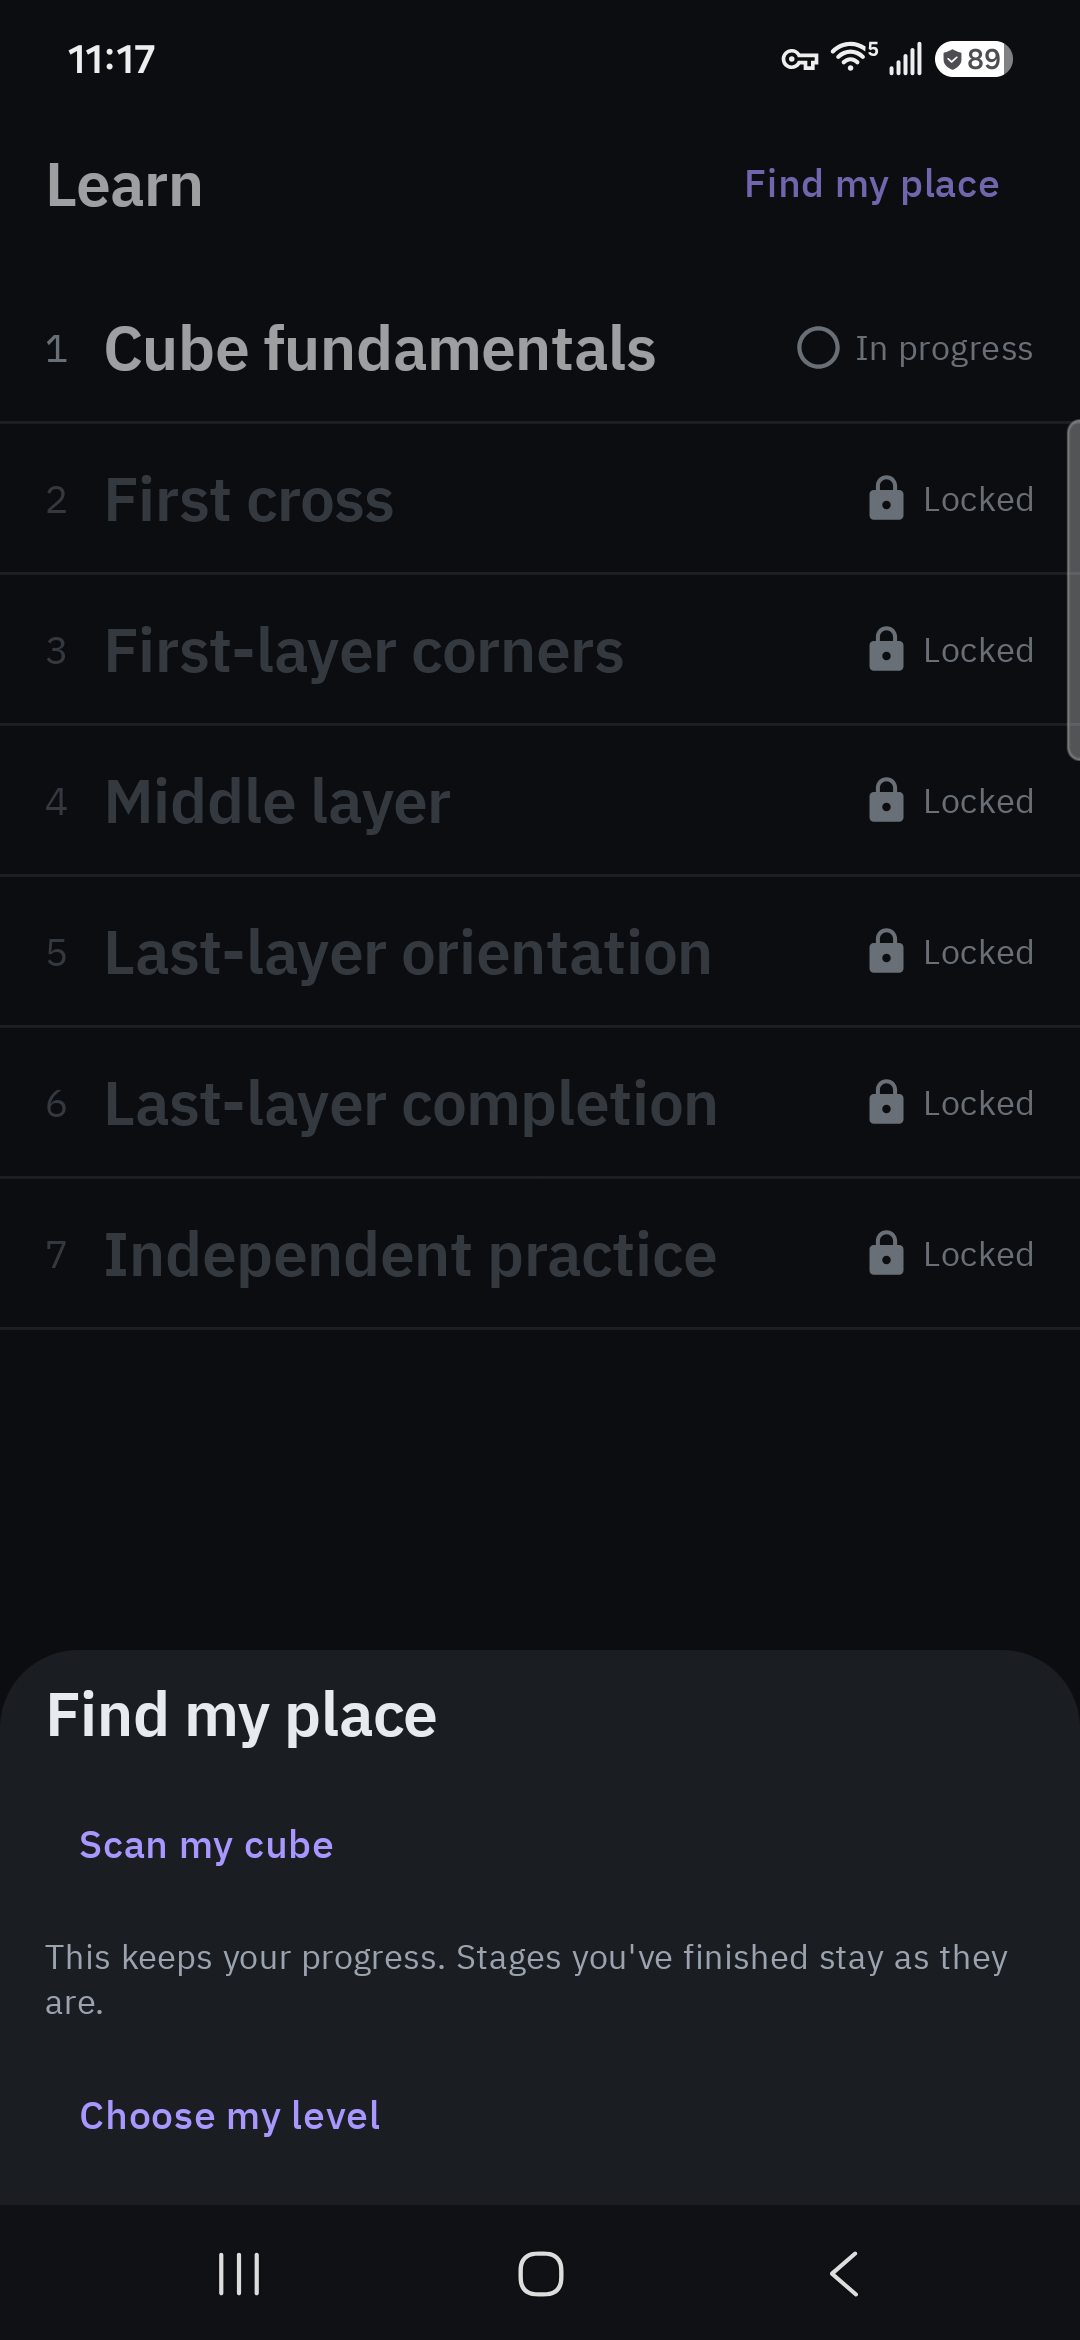 11:17
5
89
Learn
Find my place
1 Cube fundamentals In progress
2 First cross Locked
3 First-layer corners Locked
4 Middle layer Locked
5 Last-layer orientation Locked
6 Last-layer completion Locked
7 Independent practice Locked
Find my place
Scan my cube
This keeps your progress. Stages you've finished stay as they
are.
Choose my level